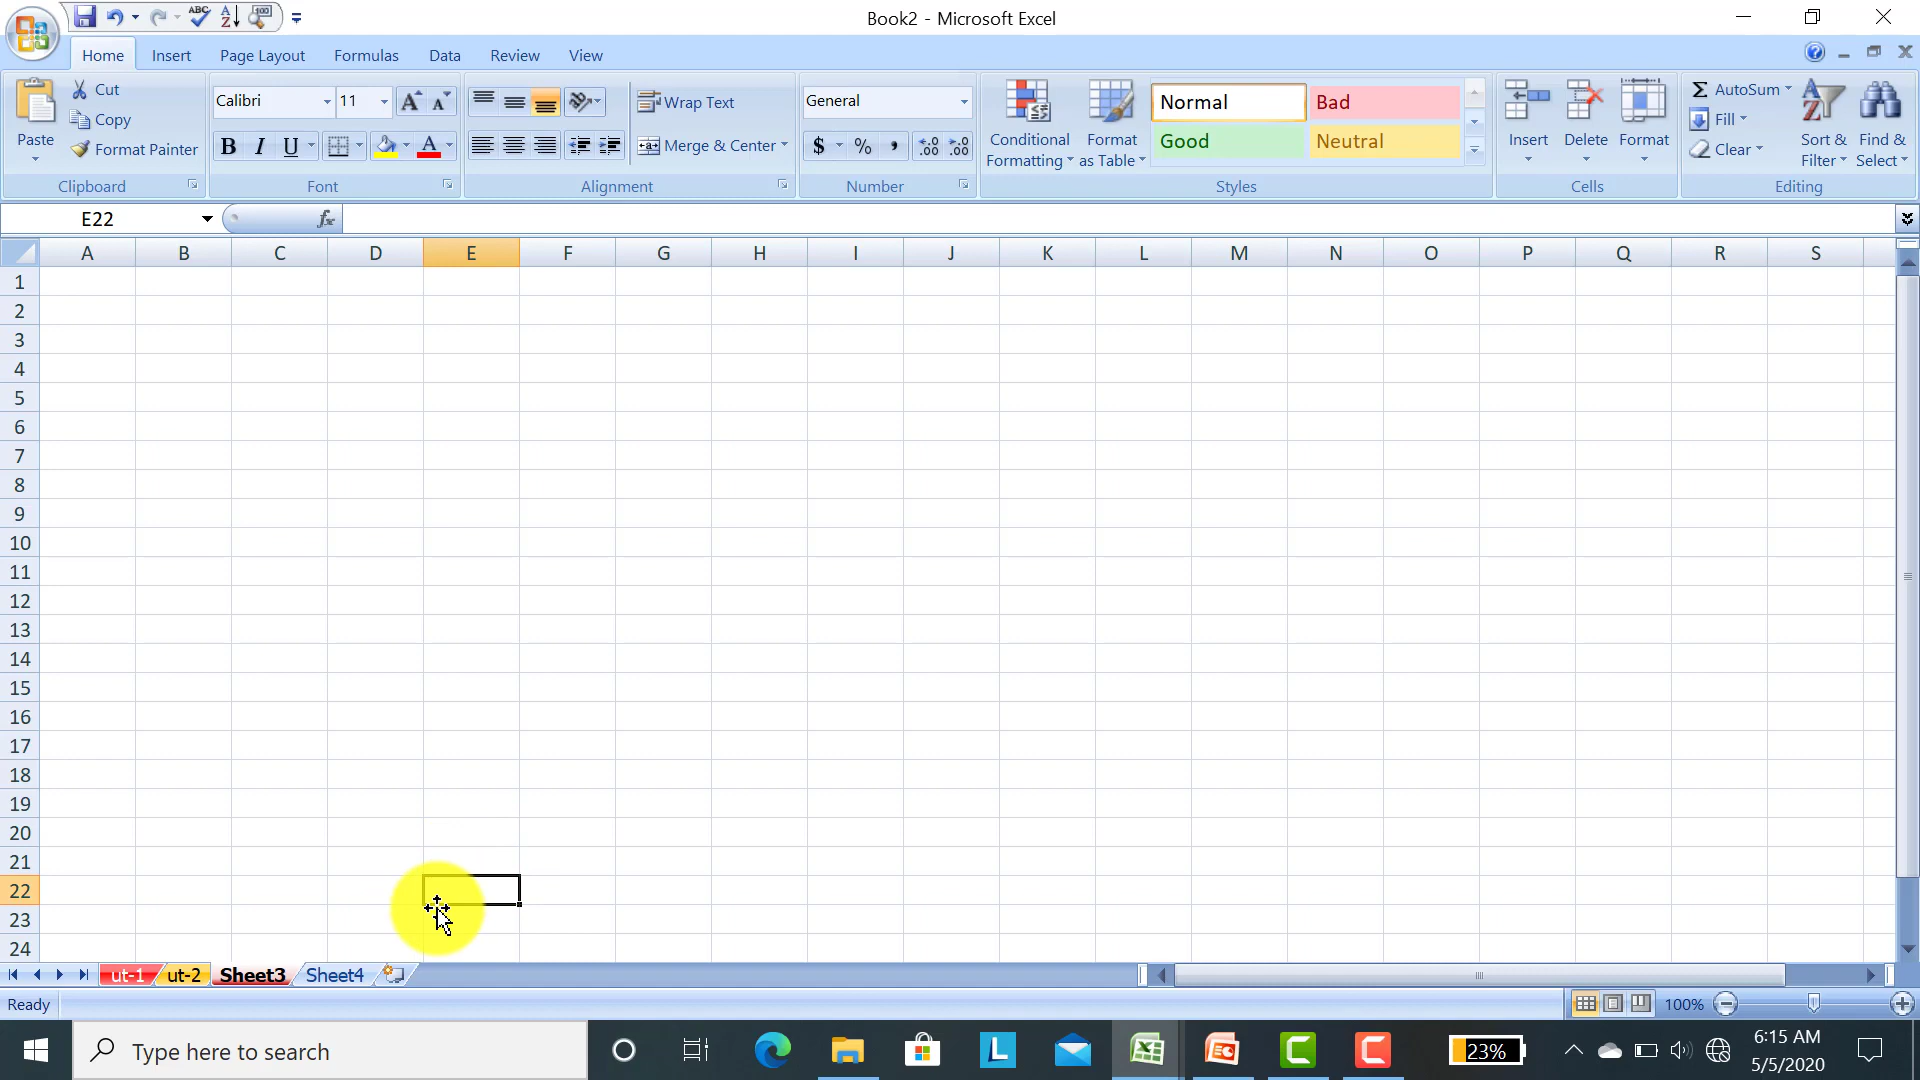 Book2 - Microsoft Excel
Home Insert Page Layout Formulas Data Review View
Paste
Cut
Copy
Format Painter
Clipboard
Calibri 11
B I U A
Font
Wrap Text
Merge & Center
Alignment
General
$ % ,
Number
Conditional Formatting
Format as Table
Normal Bad
Good Neutral
Styles
Insert Delete Format
Cells
Σ AutoSum
Fill
Clear
Sort & Filter
Find & Select
Editing
E22 fx
A B C D E F G H I J K L M N O P Q R S
1
2
3
4
5
6
7
8
9
10
11
12
13
14
15
16
17
18
19
20
21
22
23
24
ut-1 ut-2 Sheet3 Sheet4
Ready 100%
Type here to search
23%
6:15 AM
5/5/2020